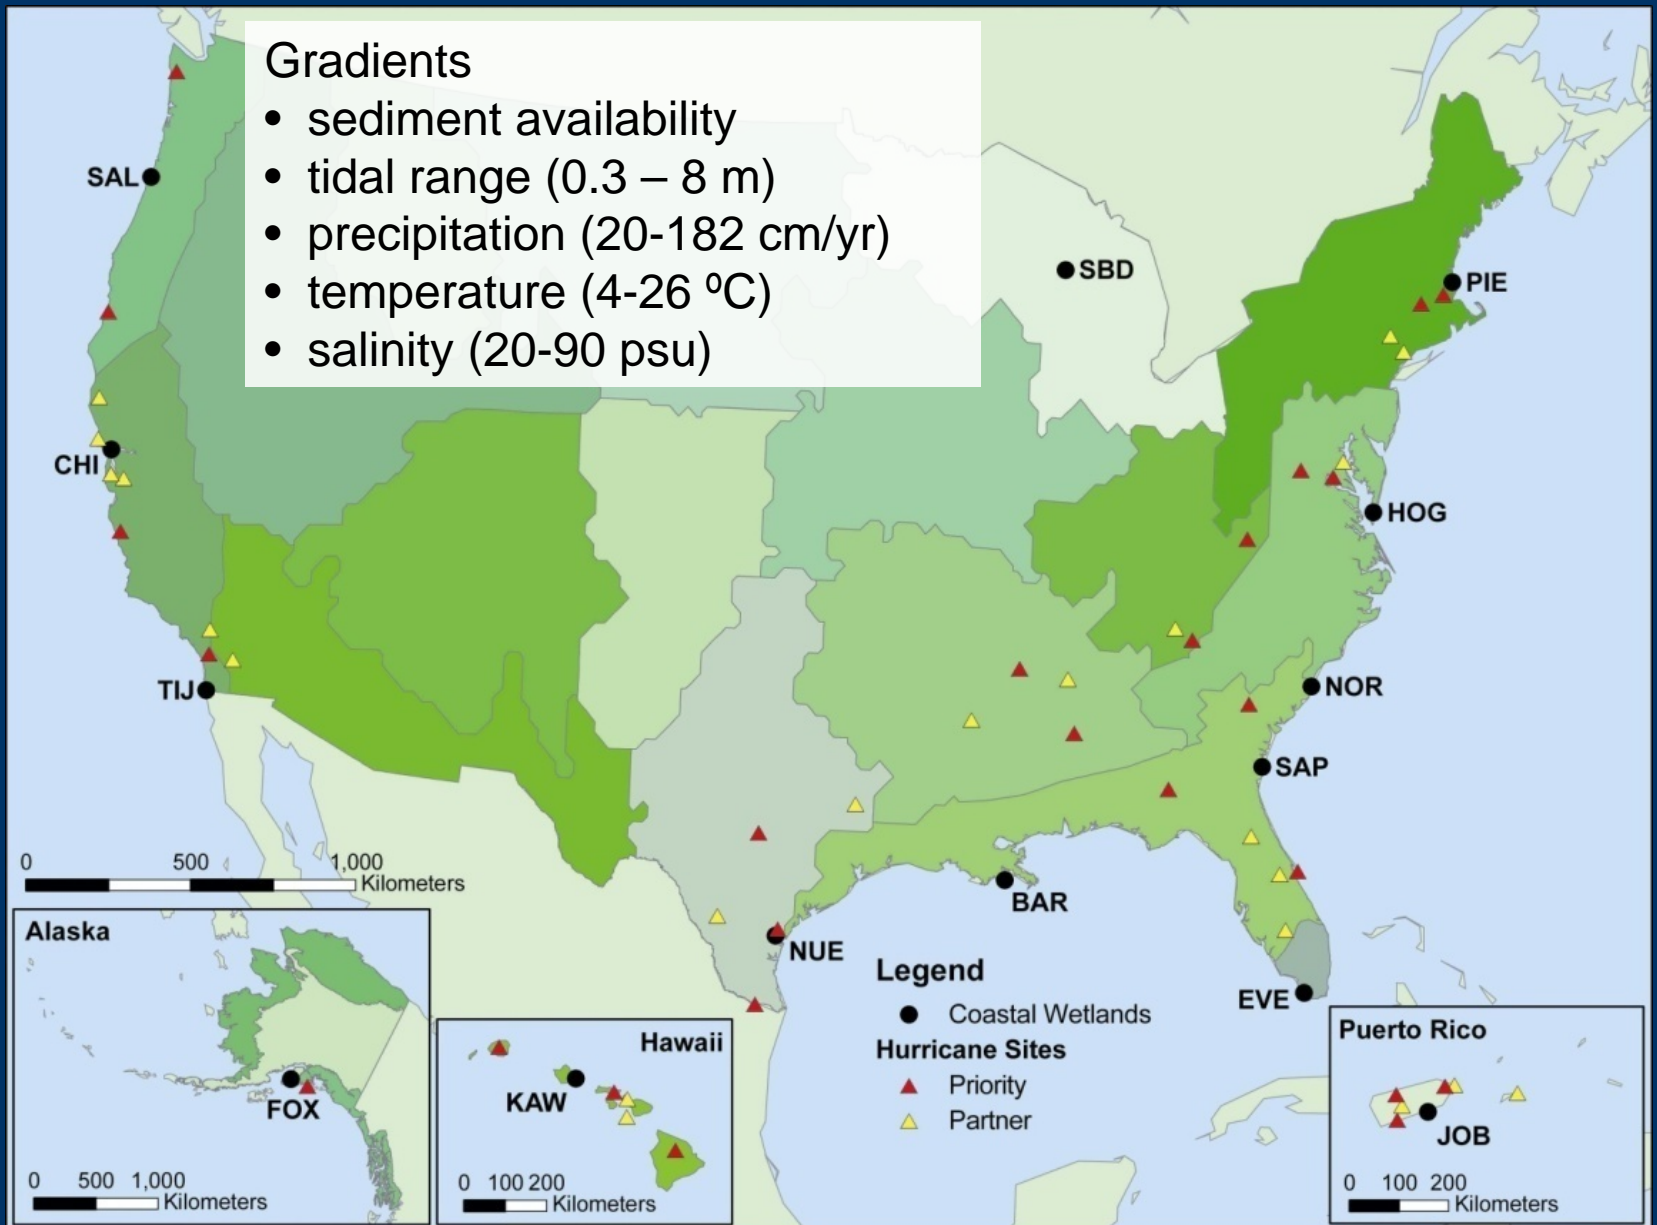 Gradients
• sediment availability
• tidal range (0.3 – 8 m)
• precipitation (20-182 cm/yr)
• temperature (4-26 ºC)
• salinity (20-90 psu)
SAL
SBD
PIE
CHI
HOG
TIJ
NOR
SAP
BAR
NUE
EVE
0 500 1,000
Kilometers
Legend
Coastal Wetlands
Hurricane Sites
Priority
Partner
Alaska
FOX
0 500 1,000
Kilometers
Hawaii
KAW
0 100 200
Kilometers
Puerto Rico
JOB
0 100 200
Kilometers